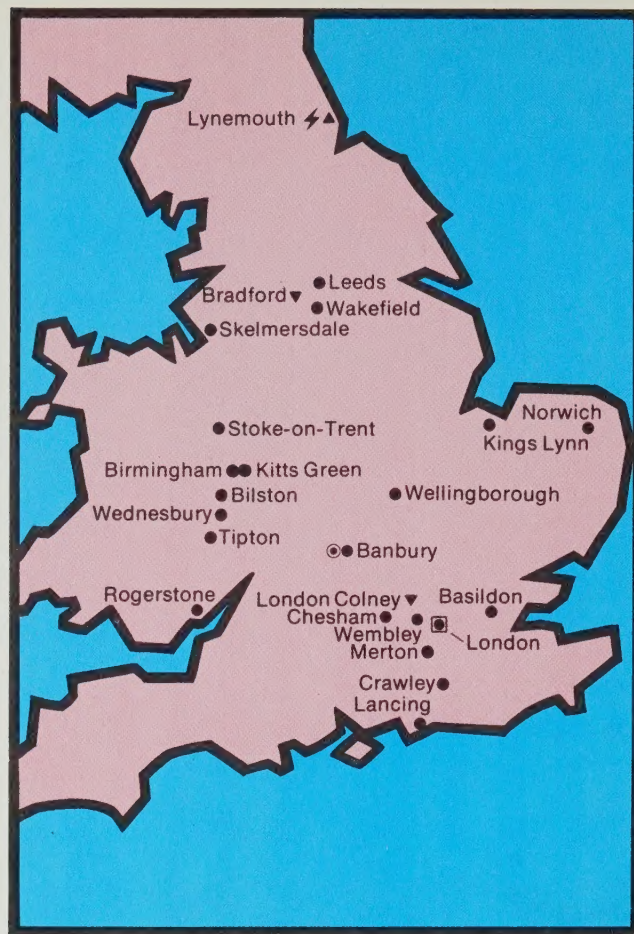 Lynemouth
Leeds
Bradford
Wakefield
Skelmersdale
Norwich
Kings Lynn
Stoke-on-Trent
Birmingham Kitts Green
Bilston
Wellingborough
Wednesbury
Tipton
Banbury
Rogerstone
London Colney
Basildon
Chesham
Wembley
London
Merton
Crawley
Lancing